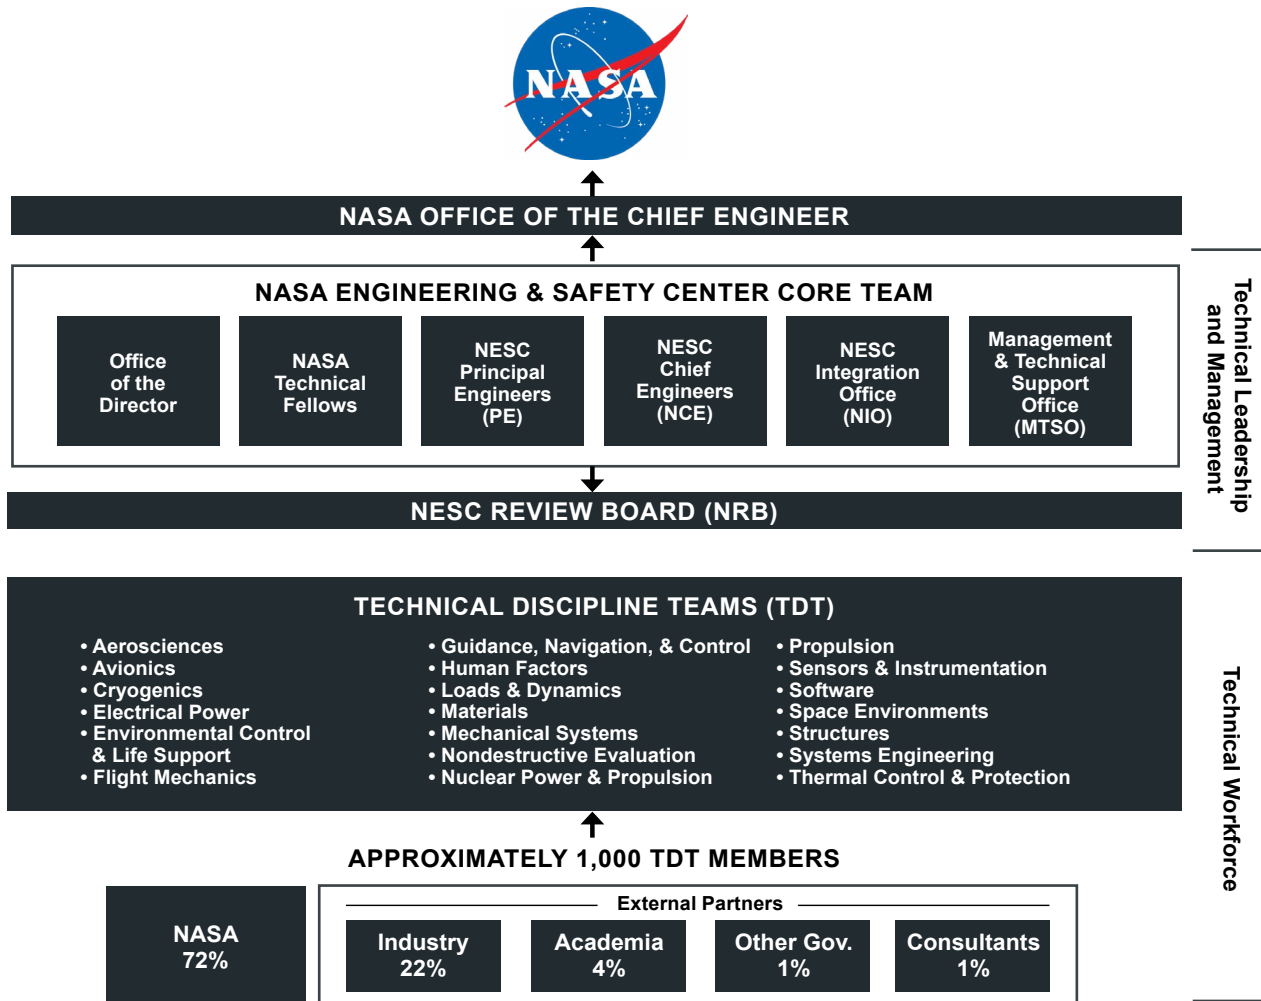 NASA
NASA OFFICE OF THE CHIEF ENGINEER
NASA ENGINEERING & SAFETY CENTER CORE TEAM
Office
of the
Director
NASA
Technical
Fellows
NESC
Principal
Engineers
(PE)
NESC
Chief
Engineers
(NCE)
NESC
Integration
Office
(NIO)
Management
& Technical
Support
Office
(MTSO)
NESC REVIEW BOARD (NRB)
Technical Leadership
and Management
TECHNICAL DISCIPLINE TEAMS (TDT)
• Aerosciences
• Avionics
• Cryogenics
• Electrical Power
• Environmental Control
& Life Support
• Flight Mechanics
• Guidance, Navigation, & Control
• Human Factors
• Loads & Dynamics
• Materials
• Mechanical Systems
• Nondestructive Evaluation
• Nuclear Power & Propulsion
• Propulsion
• Sensors & Instrumentation
• Software
• Space Environments
• Structures
• Systems Engineering
• Thermal Control & Protection
APPROXIMATELY 1,000 TDT MEMBERS
NASA
72%
External Partners
Industry
22%
Academia
4%
Other Gov.
1%
Consultants
1%
Technical Workforce